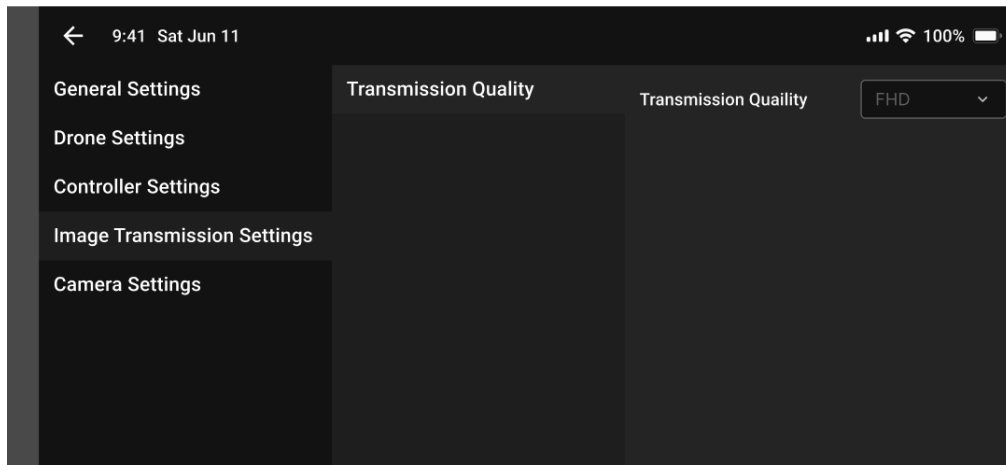 9:41 Sat Jun 11
100%
General Settings
Drone Settings
Controller Settings
Image Transmission Settings
Camera Settings
Transmission Quality
Transmission Quaility
FHD